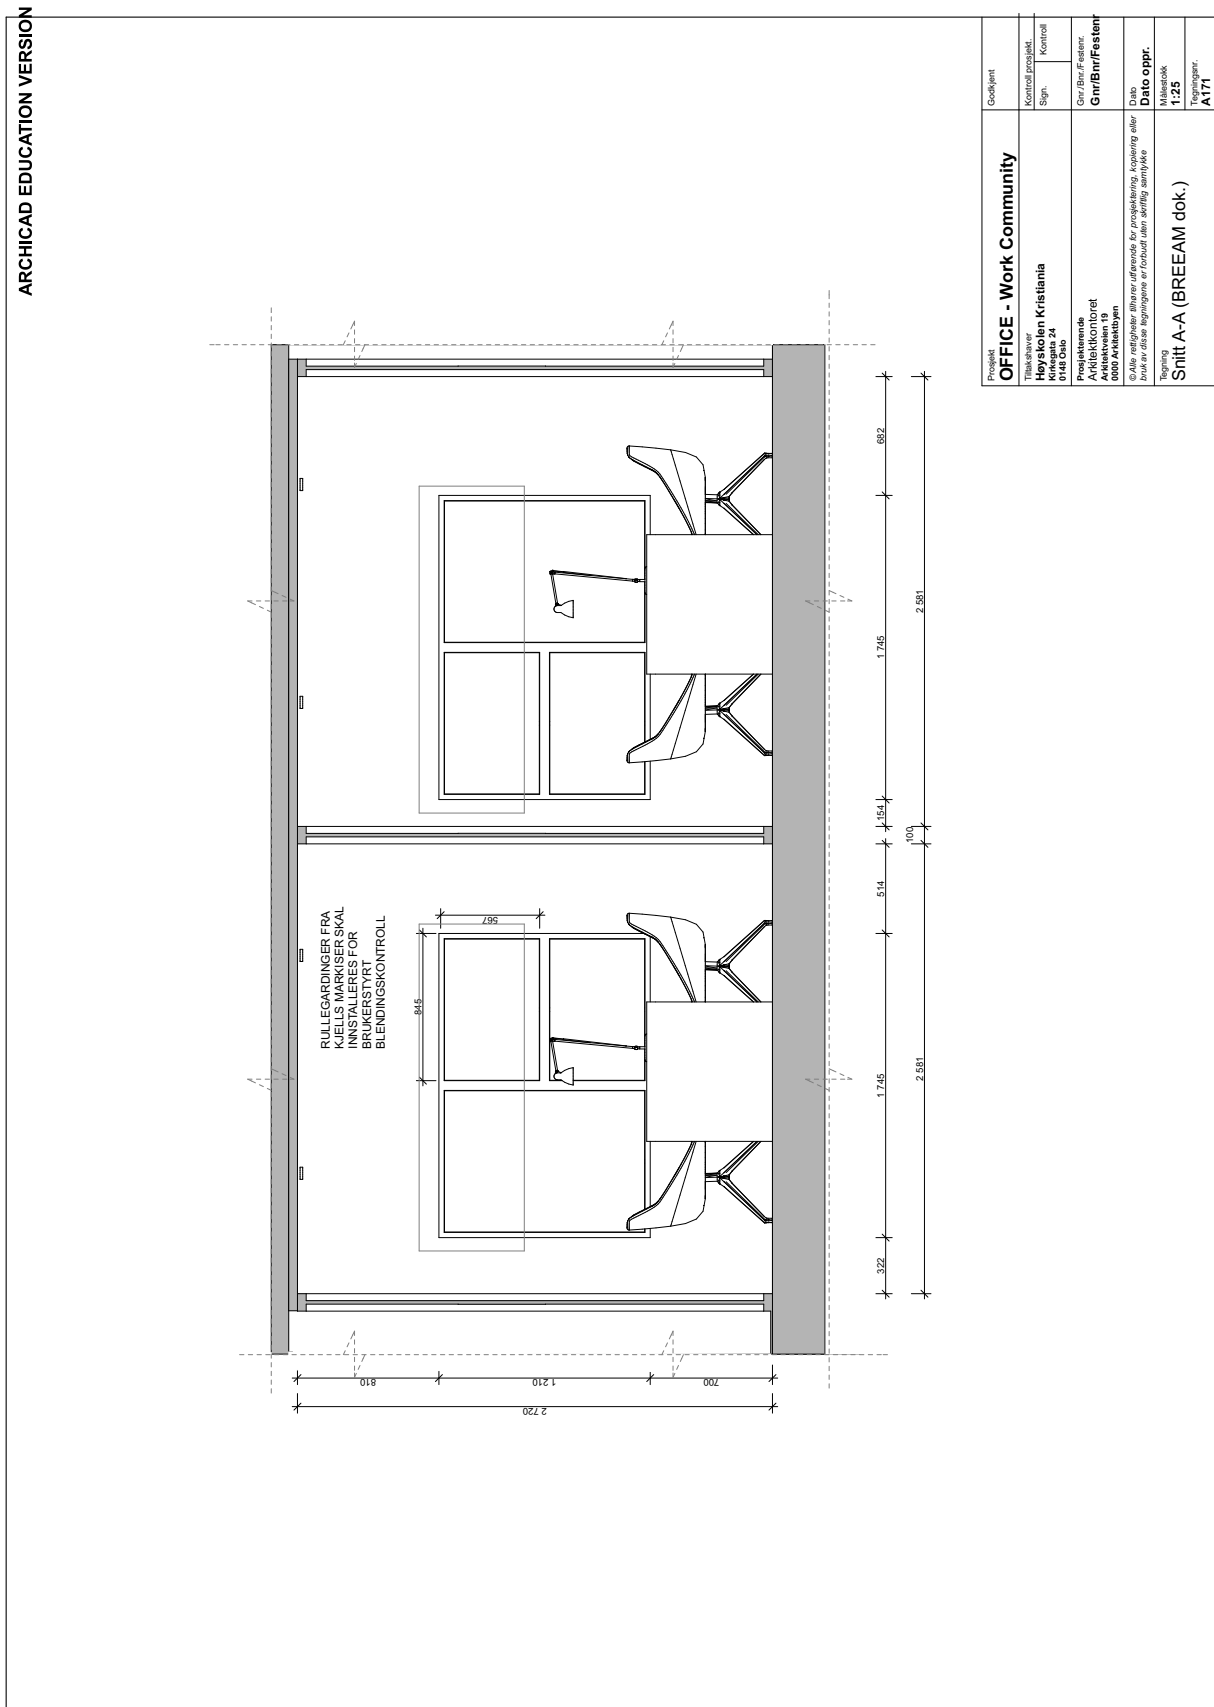 ARCHICAD EDUCATION VERSION
RULLEGARDINGER FRA
KJELLS MARKISER SKAL
INNSTALLERES FOR
BRUKERSTYRT
BLENDINGSKONTROLL
845
567
810
1 210
700
2 720
322
1 745
514
154
1 745
682
2 581
100
2 581
Prosjekt
OFFICE - Work Community
Tiltakshaver
Høyskolen Kristiania
Kirkegata 24
0148 Oslo
Prosjekterende
Arkitektkontoret
Arkitektveien 19
0000 Arkitektbyen
©Alle rettigheter tilhører utførende for prosjektering, kopiering eller
bruk av disse tegningene er forbudt uten skriftlig samtykke
Tegning
Snitt A-A (BREEAM dok.)
Godkjent
Kontroll prosjekt.
Sign.
Kontroll
Gnr./Bnr./Festenr.
Gnr/Bnr/Festenr
Dato
Dato oppr.
Målestokk
1:25
Tegningsnr.
A171